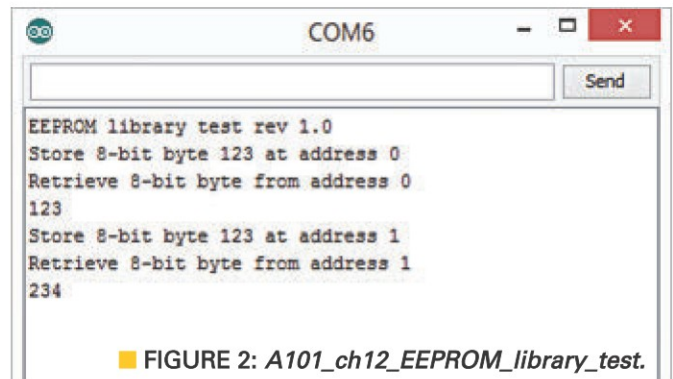 COM6
Send
EEPROM library test rev 1.0
Store 8-bit byte 123 at address 0
Retrieve 8-bit byte from address 0
123
Store 8-bit byte 123 at address 1
Retrieve 8-bit byte from address 1
234
FIGURE 2: A101_ch12_EEPROM_library_test.